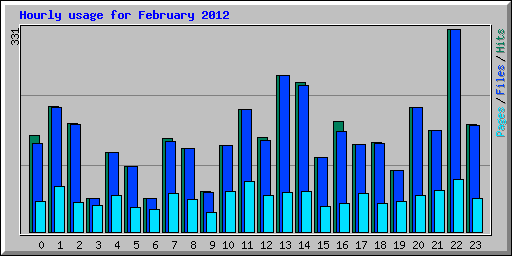 Hourly usage for February 2012
331
Pages/Files/Hits
0 1 2 3 4 5 6 7 8 9 10 11 12 13 14 15 16 17 18 19 20 21 22 23